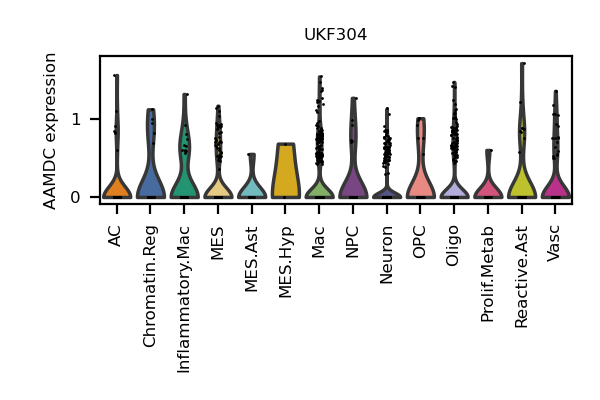 UKF304
AAMDC expression
1
0
AC
Chromatin.Reg
Inflammatory.Mac
MES
MES.Ast
MES.Hyp
Mac
NPC
Neuron
OPC
Oligo
Prolif.Metab
Reactive.Ast
Vasc